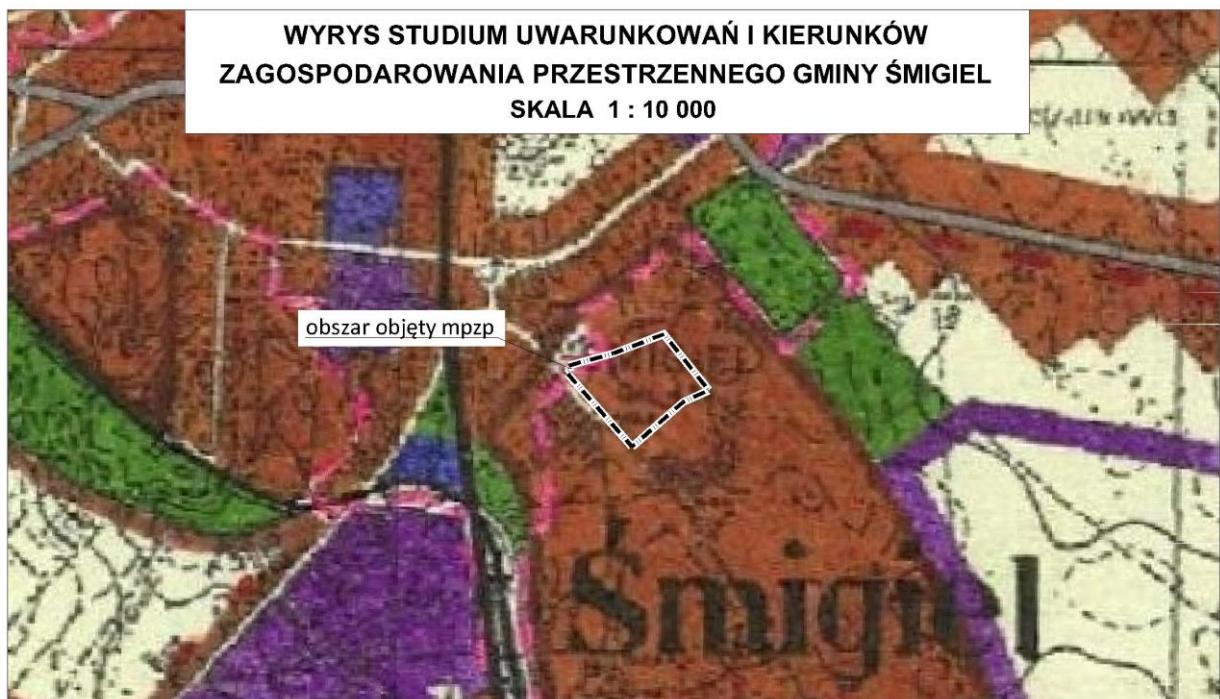 WYRYS STUDIUM UWARUNKOWAŃ I KIERUNKÓW
ZAGOSPODAROWANIA PRZESTRZENNEGO GMINY ŚMIGIEL
SKALA 1 : 10 000
obszar objęty mpzp
Śmigiel